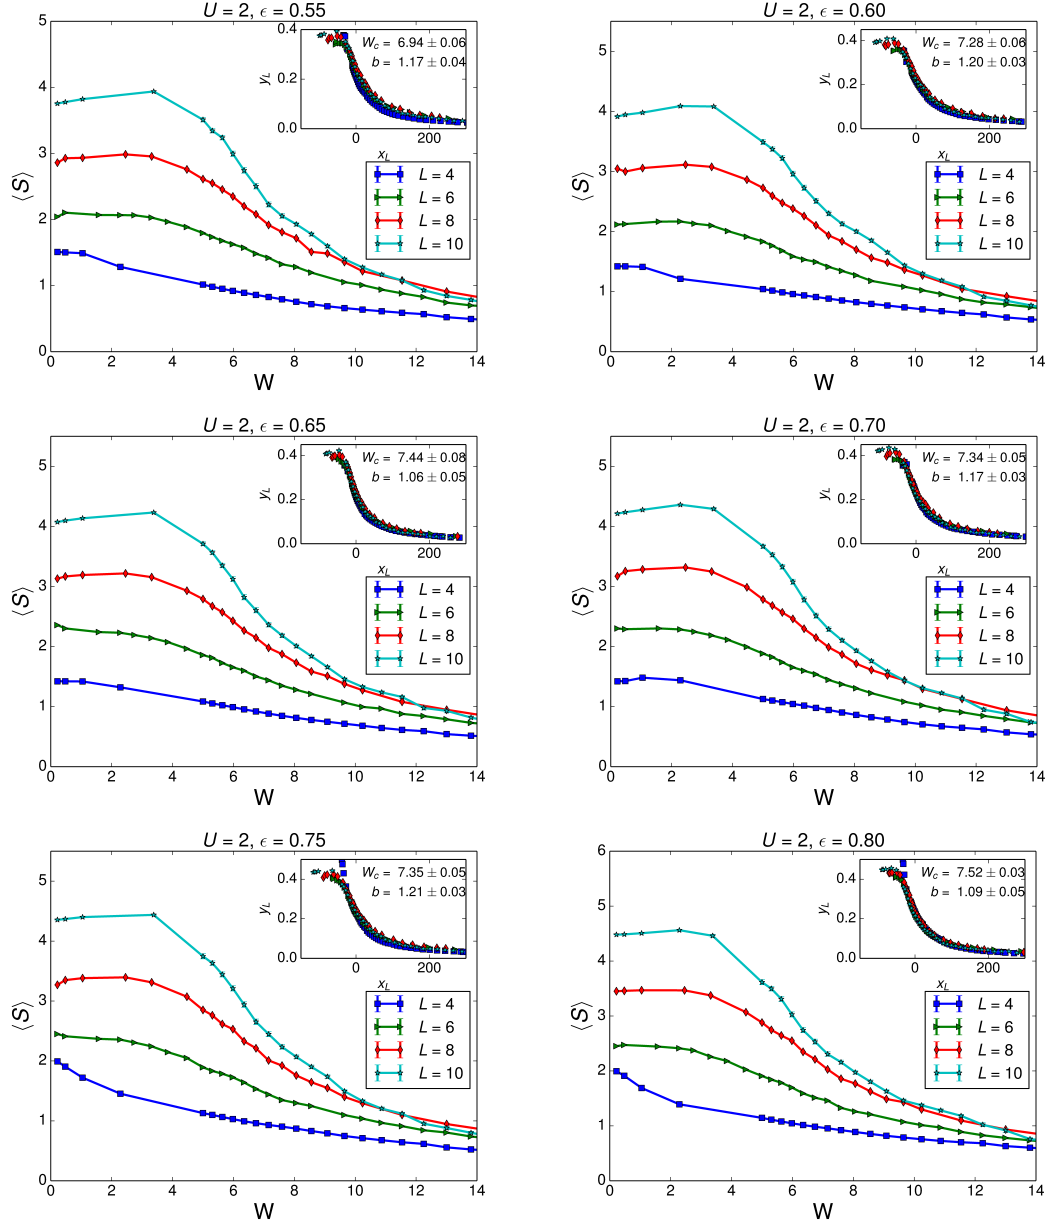 U = 2, ϵ = 0.55
⟨S⟩
5
4
3
2
1
0
0 2 4 6 8 10 12 14
W
y_L
0.4
0.2
0.0
0 200
x_L
W_c = 6.94 ± 0.06
b = 1.17 ± 0.04
L = 4
L = 6
L = 8
L = 10
U = 2, ϵ = 0.60
⟨S⟩
5
4
3
2
1
0
0 2 4 6 8 10 12 14
W
y_L
0.4
0.2
0.0
0 200
x_L
W_c = 7.28 ± 0.06
b = 1.20 ± 0.03
L = 4
L = 6
L = 8
L = 10
U = 2, ϵ = 0.65
⟨S⟩
5
4
3
2
1
0
0 2 4 6 8 10 12 14
W
y_L
0.4
0.2
0.0
0 200
x_L
W_c = 7.44 ± 0.08
b = 1.06 ± 0.05
L = 4
L = 6
L = 8
L = 10
U = 2, ϵ = 0.70
⟨S⟩
5
4
3
2
1
0
0 2 4 6 8 10 12 14
W
y_L
0.4
0.2
0.0
0 200
x_L
W_c = 7.34 ± 0.05
b = 1.17 ± 0.03
L = 4
L = 6
L = 8
L = 10
U = 2, ϵ = 0.75
⟨S⟩
5
4
3
2
1
0
0 2 4 6 8 10 12 14
W
y_L
0.4
0.2
0.0
0 200
x_L
W_c = 7.35 ± 0.05
b = 1.21 ± 0.03
L = 4
L = 6
L = 8
L = 10
U = 2, ϵ = 0.80
⟨S⟩
6
5
4
3
2
1
0
0 2 4 6 8 10 12 14
W
y_L
0.4
0.2
0.0
0 200
x_L
W_c = 7.52 ± 0.03
b = 1.09 ± 0.05
L = 4
L = 6
L = 8
L = 10